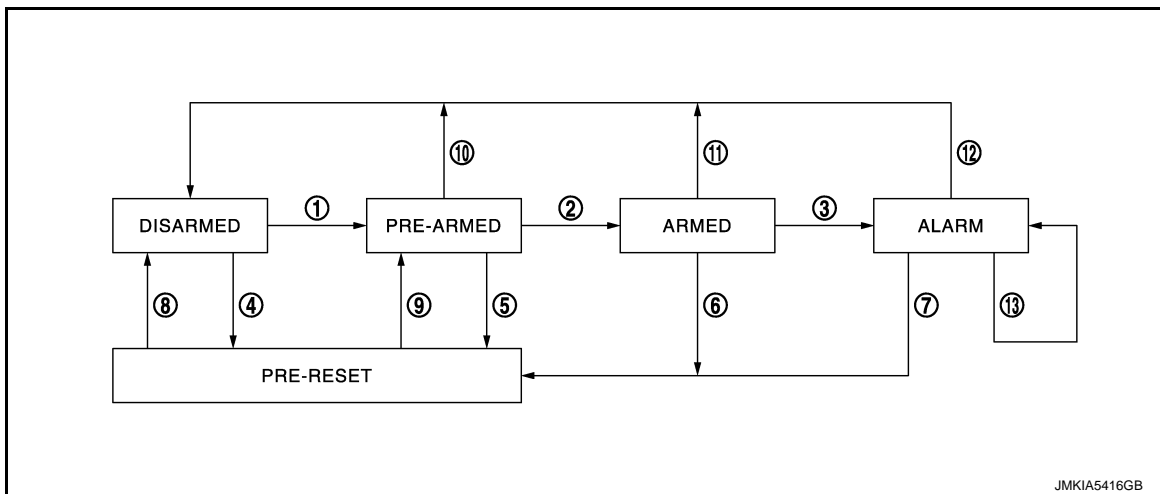 ⑩ ⑪ ⑫
DISARMED ① PRE-ARMED ② ARMED ③ ALARM
⑧ ④ ⑨ ⑤ ⑥ ⑦ ⑬
PRE-RESET
JMKIA5416GB